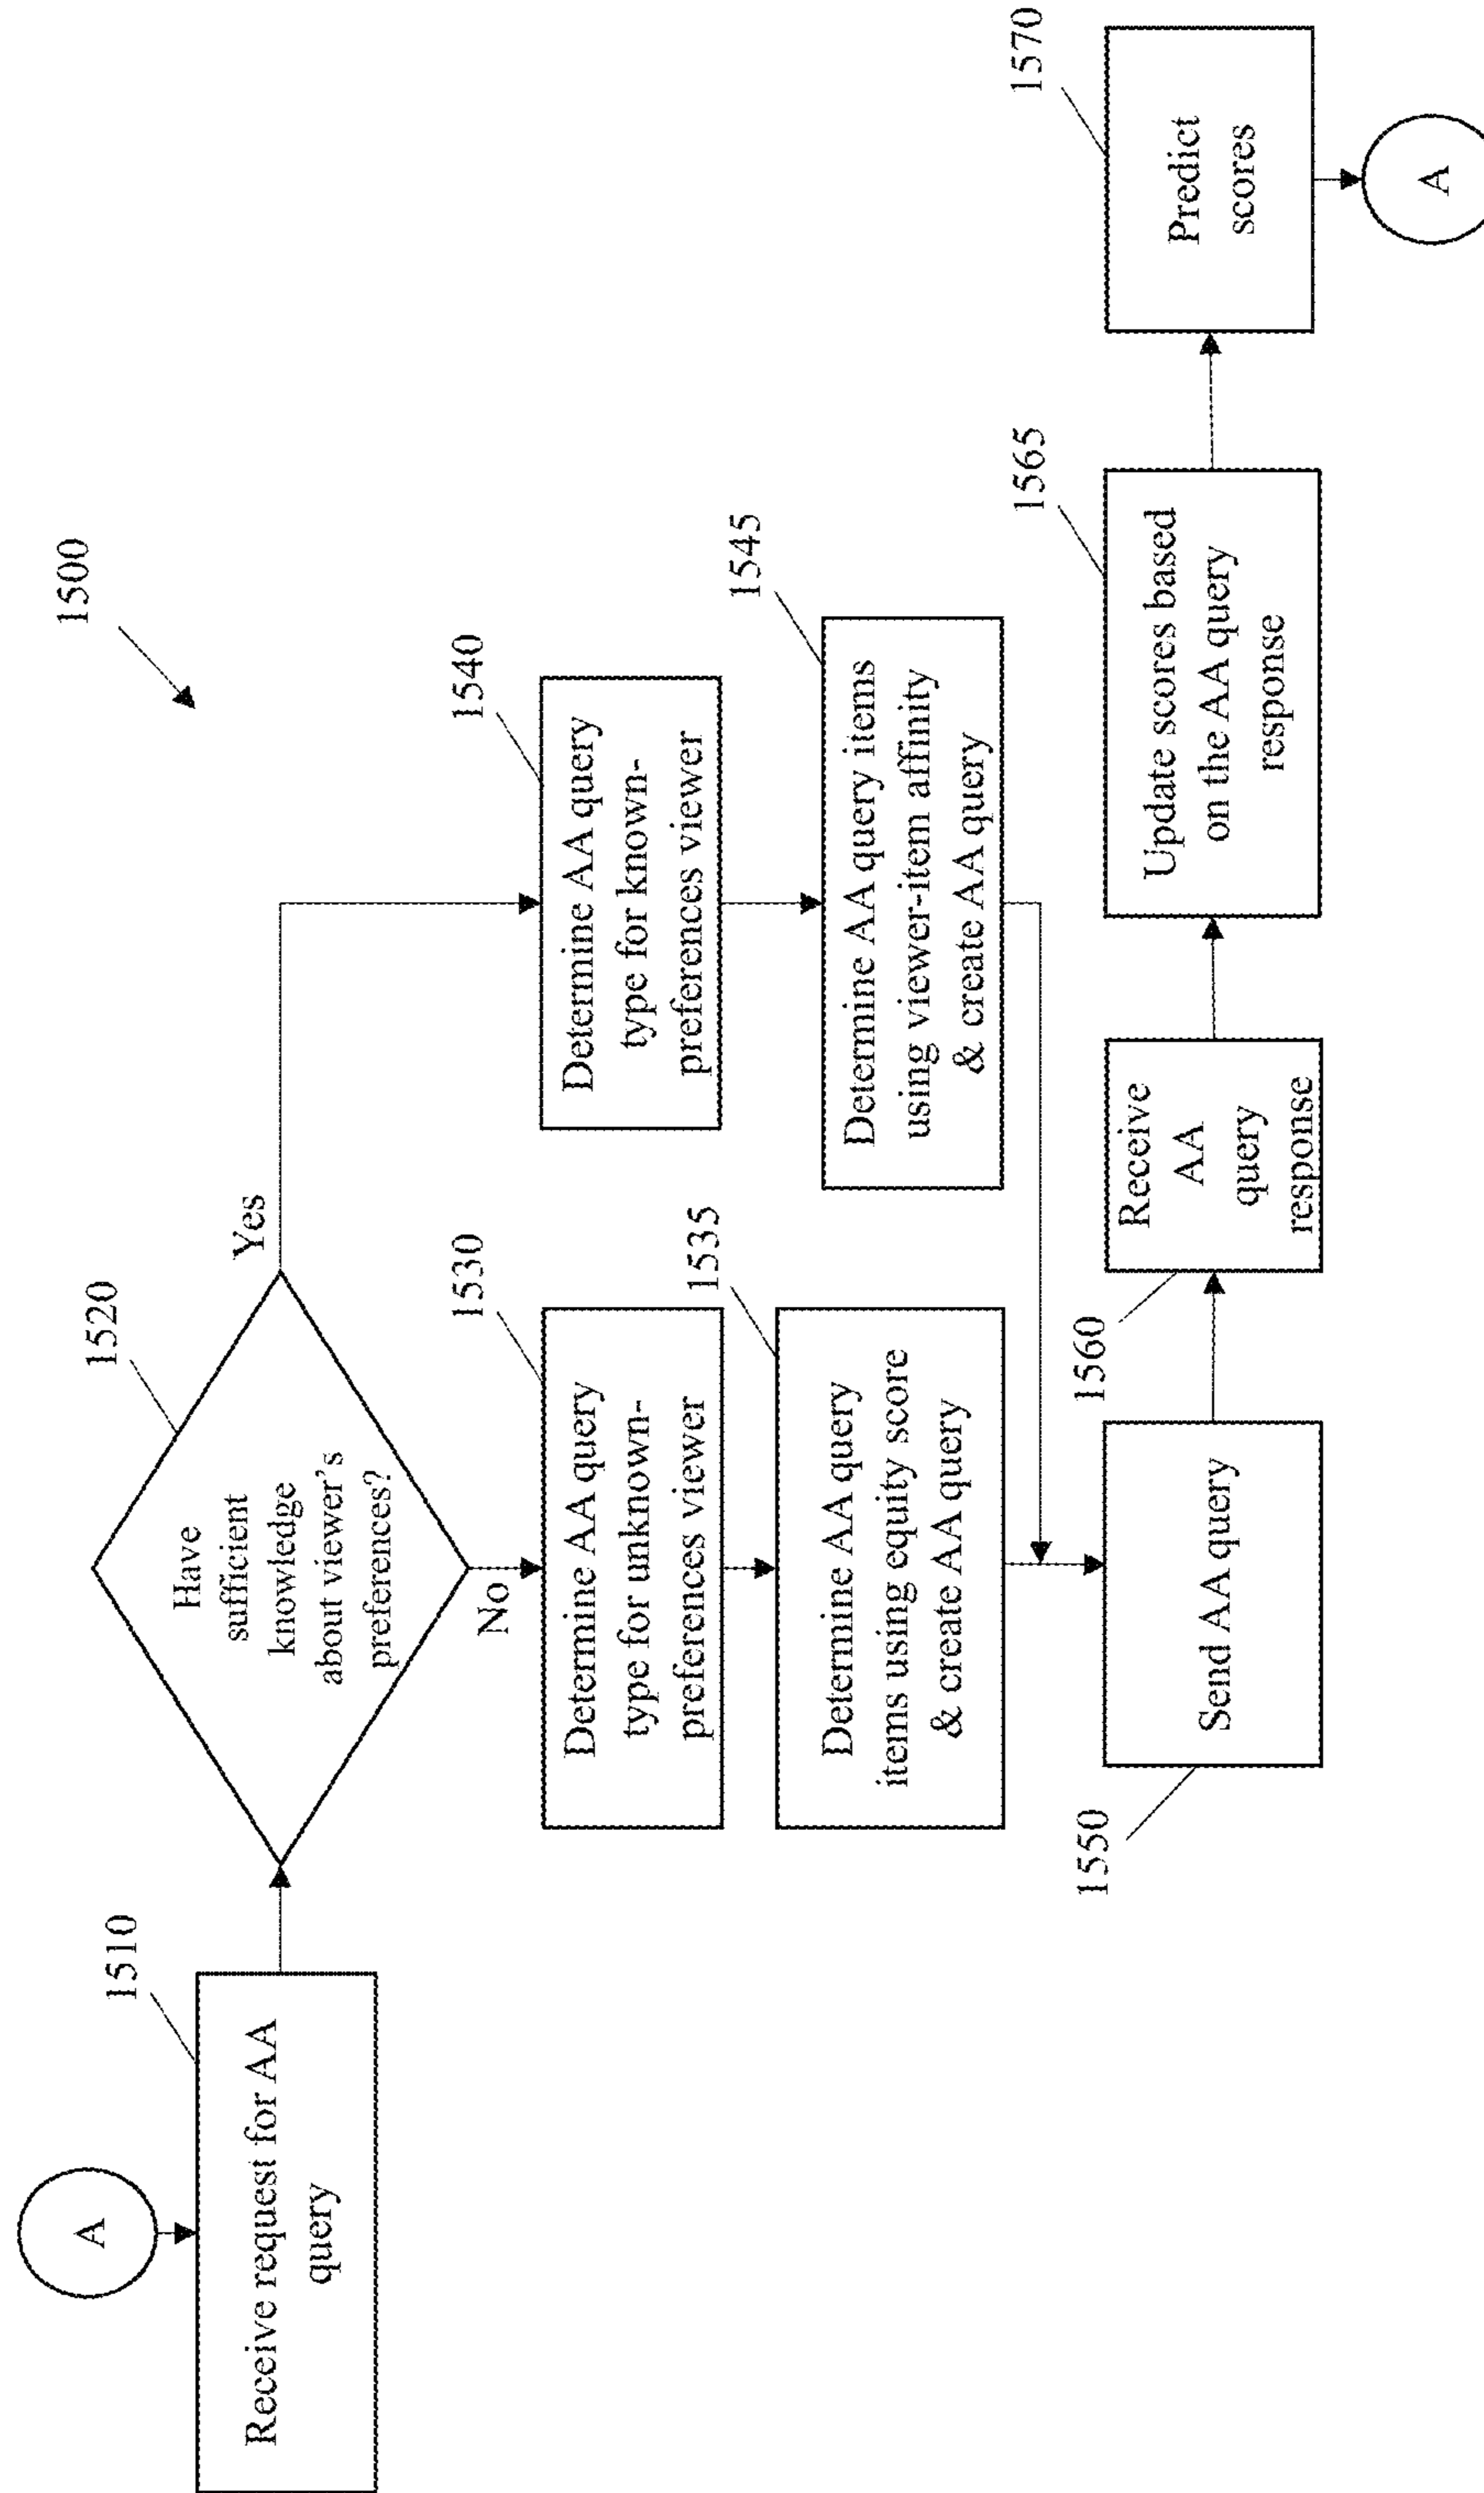 1500
A
1510
Receive request for AA
query
1520
Have
sufficient
knowledge
about viewer's
preferences?
Yes
No
1530
Determine AA query
type for unknown-
preferences viewer
1535
Determine AA query
items using equity score
& create AA query
1540
Determine AA query
type for known-
preferences viewer
1545
Determine AA query items
using viewer-item affinity
& create AA query
1550
Send AA query
1560
Receive
AA
query
response
1565
Update scores based
on the AA query
response
1570
Predict
scores
A